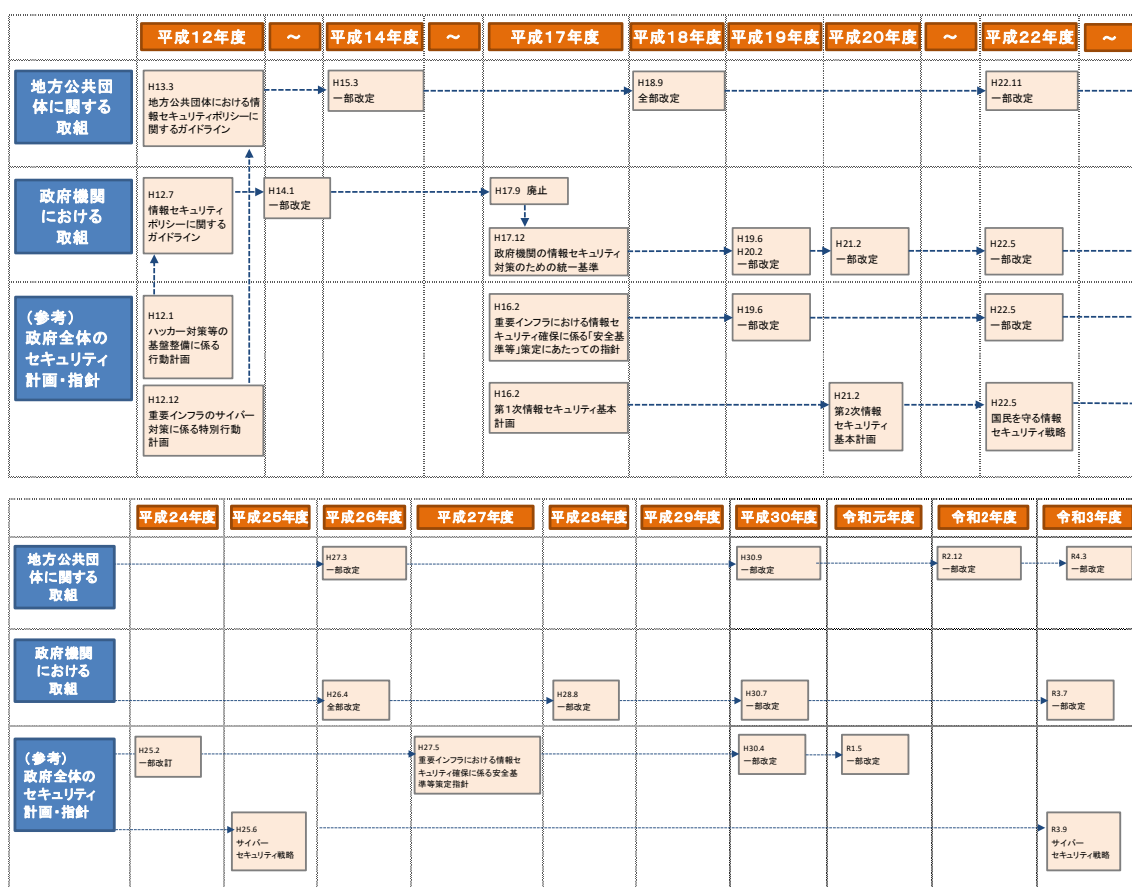 平成12年度
～
平成14年度
～
平成17年度
平成18年度
平成19年度
平成20年度
～
平成22年度
～
地方公共団
体に関する
取組
H13.3
地方公共団体における情
報セキュリティポリシーに
関するガイドライン
H15.3
一部改定
H18.9
全部改定
H22.11
一部改定
政府機関
における
取組
H12.7
情報セキュリティ
ポリシーに関する
ガイドライン
H14.1
一部改定
H17.9 廃止
H17.12
政府機関の情報セキュリティ
対策のための統一基準
H19.6
H20.2
一部改定
H21.2
一部改定
H22.5
一部改定
（参考）
政府全体の
セキュリティ
計画・指針
H12.1
ハッカー対策等の
基盤整備に係る
行動計画
H16.2
重要インフラにおける情報セ
キュリティ確保に係る「安全基
準等」策定にあたっての指針
H19.6
一部改定
H22.5
一部改定
H12.12
重要インフラのサイバー
対策に係る特別行動
計画
H16.2
第1次情報セキュリティ基本
計画
H21.2
第2次情報
セキュリティ
基本計画
H22.5
国民を守る情報
セキュリティ戦略
平成24年度
平成25年度
平成26年度
平成27年度
平成28年度
平成29年度
平成30年度
令和元年度
令和2年度
令和3年度
地方公共団
体に関する
取組
H27.3
一部改定
H30.9
一部改定
R2.12
一部改定
R4.3
一部改定
政府機関
における
取組
H26.4
全部改定
H28.8
一部改定
H30.7
一部改定
R3.7
一部改定
（参考）
政府全体の
セキュリティ
計画・指針
H25.2
一部改訂
H27.5
重要インフラにおける情報セ
キュリティ確保に係る安全基
準等策定指針
H30.4
一部改定
R1.5
一部改定
H25.6
サイバー
セキュリティ戦略
R3.9
サイバー
セキュリティ戦略